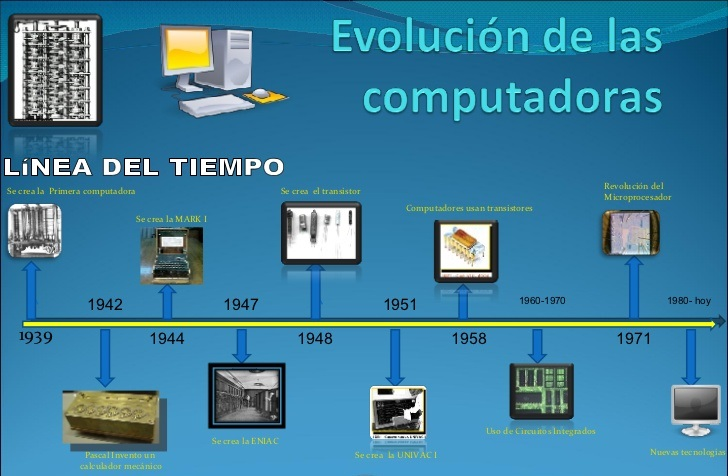 Evolución de las
computadoras
LíNEA DEL TIEMPO
Se crea la Primera computadora
Se crea el transistor
Revolución del
Microprocesador
Computadores usan transistores
Se crea la MARK I
1942
1947
1951
1960-1970
1980- hoy
1939
1944
1948
1958
1971
Uso de Circuitos Integrados
Se crea la ENIAC
Pascal Invento un
calculador mecánico
Se crea la UNIVAC I
Nuevas tecnologias